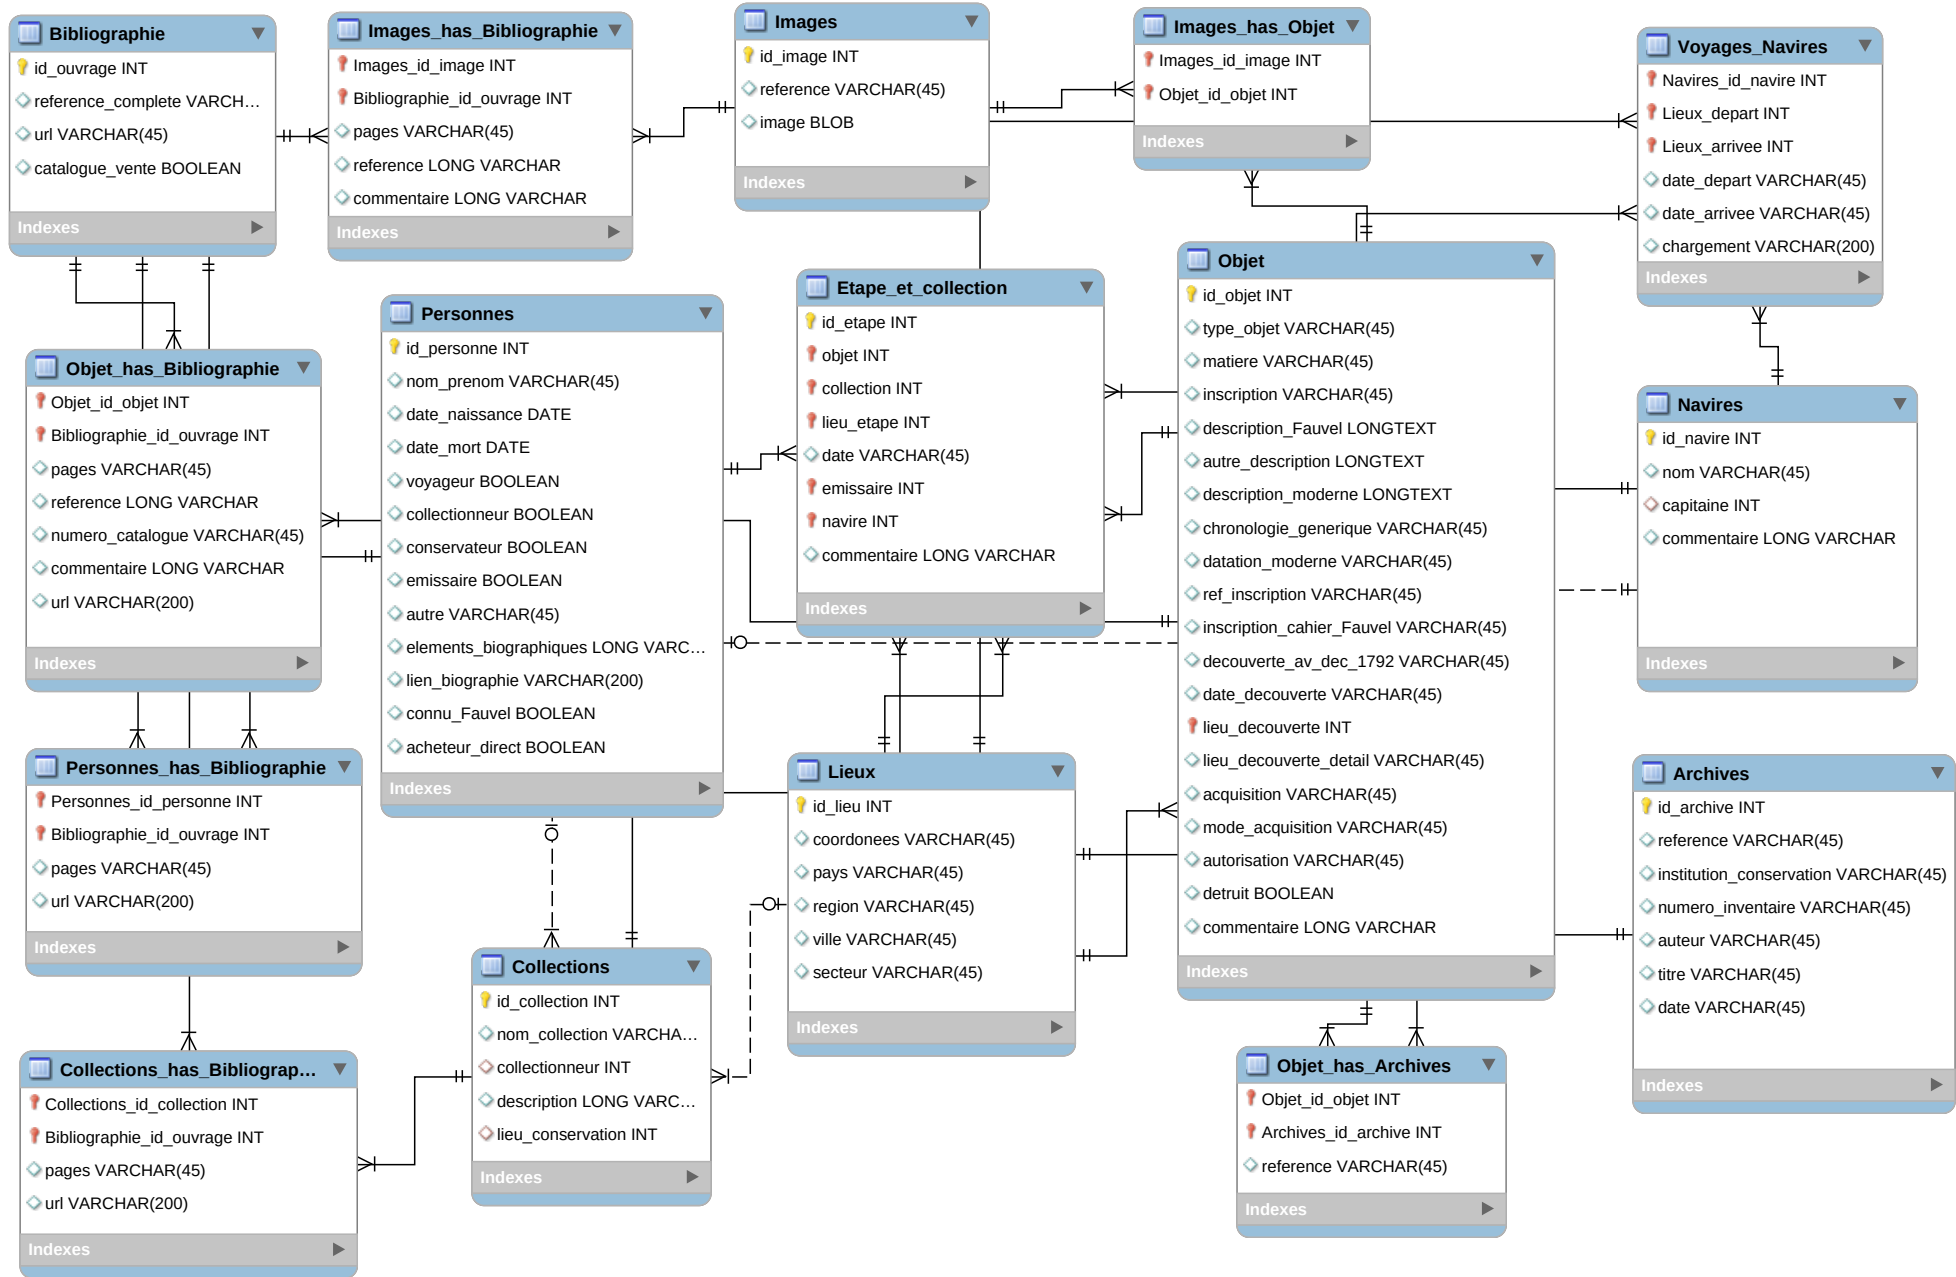 Bibliographie
id_ouvrage INT
reference_complete VARCH…
url VARCHAR(45)
catalogue_vente BOOLEAN
Indexes
Images_has_Bibliographie
Images_id_image INT
Bibliographie_id_ouvrage INT
pages VARCHAR(45)
reference LONG VARCHAR
commentaire LONG VARCHAR
Indexes
Images
id_image INT
reference VARCHAR(45)
image BLOB
Indexes
Images_has_Objet
Images_id_image INT
Objet_id_objet INT
Indexes
Voyages_Navires
Navires_id_navire INT
Lieux_depart INT
Lieux_arrivee INT
date_depart VARCHAR(45)
date_arrivee VARCHAR(45)
chargement VARCHAR(200)
Indexes
Objet_has_Bibliographie
Objet_id_objet INT
Bibliographie_id_ouvrage INT
pages VARCHAR(45)
reference LONG VARCHAR
numero_catalogue VARCHAR(45)
commentaire LONG VARCHAR
url VARCHAR(200)
Indexes
Personnes
id_personne INT
nom_prenom VARCHAR(45)
date_naissance DATE
date_mort DATE
voyageur BOOLEAN
collectionneur BOOLEAN
conservateur BOOLEAN
emissaire BOOLEAN
autre VARCHAR(45)
elements_biographiques LONG VARC…
lien_biographie VARCHAR(200)
connu_Fauvel BOOLEAN
acheteur_direct BOOLEAN
Indexes
Etape_et_collection
id_etape INT
objet INT
collection INT
lieu_etape INT
date VARCHAR(45)
emissaire INT
navire INT
commentaire LONG VARCHAR
Indexes
Objet
id_objet INT
type_objet VARCHAR(45)
matiere VARCHAR(45)
inscription VARCHAR(45)
description_Fauvel LONGTEXT
autre_description LONGTEXT
description_moderne LONGTEXT
chronologie_generique VARCHAR(45)
datation_moderne VARCHAR(45)
ref_inscription VARCHAR(45)
inscription_cahier_Fauvel VARCHAR(45)
decouverte_av_dec_1792 VARCHAR(45)
date_decouverte VARCHAR(45)
lieu_decouverte INT
lieu_decouverte_detail VARCHAR(45)
acquisition VARCHAR(45)
mode_acquisition VARCHAR(45)
autorisation VARCHAR(45)
detruit BOOLEAN
commentaire LONG VARCHAR
Indexes
Navires
id_navire INT
nom VARCHAR(45)
capitaine INT
commentaire LONG VARCHAR
Indexes
Personnes_has_Bibliographie
Personnes_id_personne INT
Bibliographie_id_ouvrage INT
pages VARCHAR(45)
url VARCHAR(200)
Indexes
Lieux
id_lieu INT
coordonees VARCHAR(45)
pays VARCHAR(45)
region VARCHAR(45)
ville VARCHAR(45)
secteur VARCHAR(45)
Indexes
Archives
id_archive INT
reference VARCHAR(45)
institution_conservation VARCHAR(45)
numero_inventaire VARCHAR(45)
auteur VARCHAR(45)
titre VARCHAR(45)
date VARCHAR(45)
Indexes
Collections_has_Bibliograp…
Collections_id_collection INT
Bibliographie_id_ouvrage INT
pages VARCHAR(45)
url VARCHAR(200)
Indexes
Collections
id_collection INT
nom_collection VARCHA…
collectionneur INT
description LONG VARC…
lieu_conservation INT
Indexes
Objet_has_Archives
Objet_id_objet INT
Archives_id_archive INT
reference VARCHAR(45)
Indexes